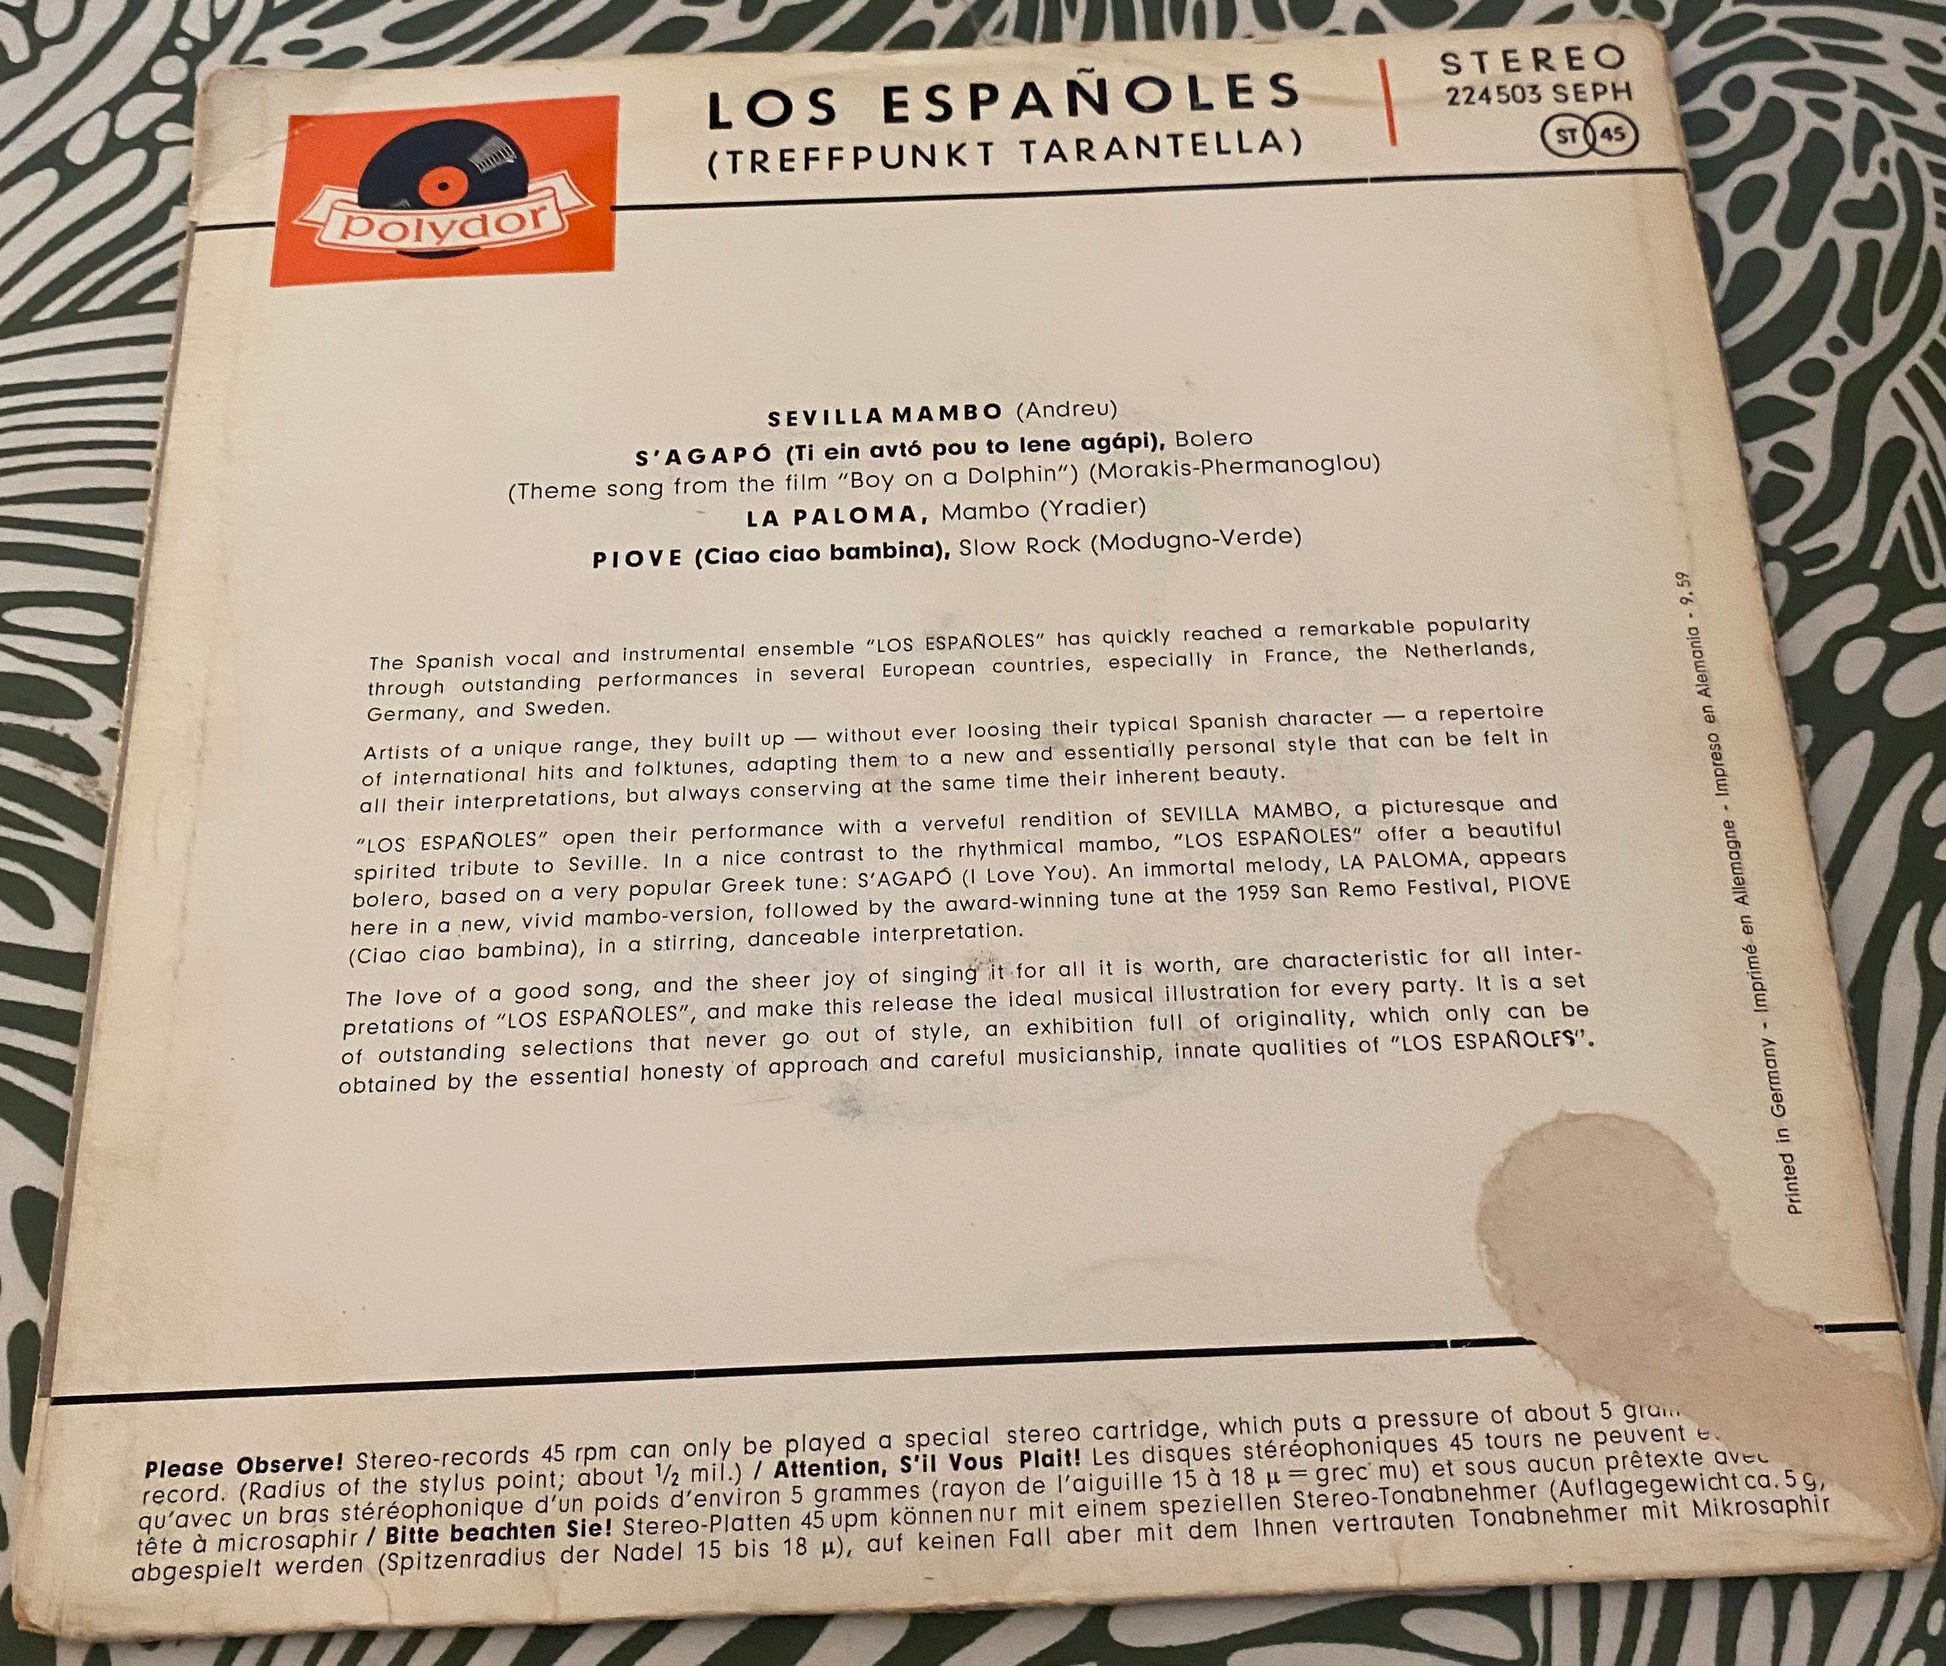 LOS ESPAÑOLES
(TREFFPUNKT TARANTELLA)
STEREO
224503 SEPH
ST 45
polydor
SEVILLA MAMBO (Andreu)
S'AGAPÓ (Ti ein avtó pou to lene agápi), Bolero
(Theme song from the film "Boy on a Dolphin") (Morakis-Phermanoglou)
LA PALOMA, Mambo (Yradier)
PIOVE (Ciao ciao bambina), Slow Rock (Modugno-Verde)
The Spanish vocal and instrumental ensemble "LOS ESPAÑOLES" has quickly reached a remarkable popularity
through outstanding performances in several European countries, especially in France, the Netherlands,
Germany, and Sweden.
Artists of a unique range, they built up — without ever loosing their typical Spanish character — a repertoire
of international hits and folktunes, adapting them to a new and essentially personal style that can be felt in
all their interpretations, but always conserving at the same time their inherent beauty.
"LOS ESPAÑOLES" open their performance with a verveful rendition of SEVILLA MAMBO, a picturesque and
spirited tribute to Seville. In a nice contrast to the rhythmical mambo, "LOS ESPAÑOLES" offer a beautiful
bolero, based on a very popular Greek tune: S'AGAPÓ (I Love You). An immortal melody, LA PALOMA, appears
here in a new, vivid mambo-version, followed by the award-winning tune at the 1959 San Remo Festival, PIOVE
(Ciao ciao bambina), in a stirring, danceable interpretation.
The love of a good song, and the sheer joy of singing it for all it is worth, are characteristic for all inter-
pretations of "LOS ESPAÑOLES", and make this release the ideal musical illustration for every party. It is a set
of outstanding selections that never go out of style, an exhibition full of originality, which only can be
obtained by the essential honesty of approach and careful musicianship, innate qualities of "LOS ESPAÑOLES".
Printed in Germany - Imprimé en Allemagne - Impreso en Alemania - 9.59
Please Observe! Stereo-records 45 rpm can only be played a special stereo cartridge, which puts a pressure of about 5
record. (Radius of the stylus point; about 1/2 mil.) / Attention, S'il Vous Plait! Les disques stéréophoniques 45 tours ne peuvent
qu'avec un bras stéréophonique d'un poids d'environ 5 grammes (rayon de l'aiguille 15 à 18 µ = grec mu) et sous aucun prêtexte avec
tête à microsaphir / Bitte beachten Sie! Stereo-Platten 45 upm können nur mit einem speziellen Stereo-Tonabnehmer (Auflagegewicht ca. 5 g,
abgespielt werden (Spitzenradius der Nadel 15 bis 18 µ), auf keinen Fall aber mit dem Ihnen vertrauten Tonabnehmer mit Mikrosaphir